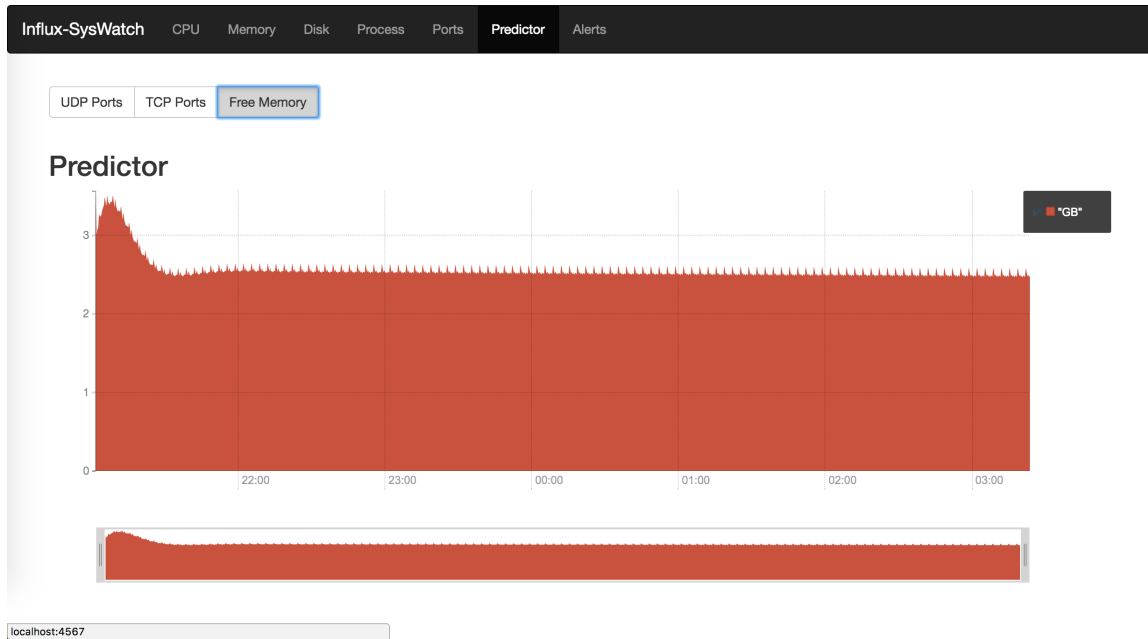 Influx-SysWatch CPU Memory Disk Process Ports Predictor Alerts
UDP Ports TCP Ports Free Memory
Predictor
"GB"
3
2
1
0
22:00 23:00 00:00 01:00 02:00 03:00
localhost:4567